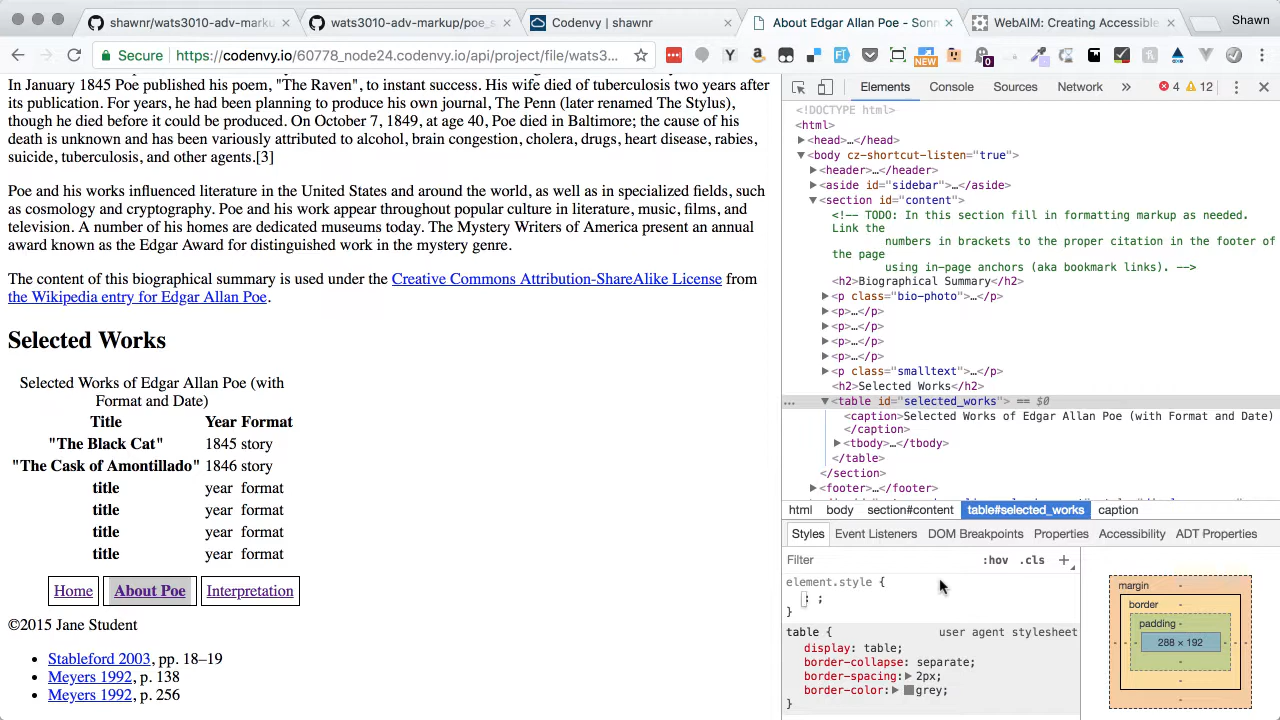 shawnr/wats3010-adv-marku
wats3010-adv-markup/poe_s
Codenvy | shawnr
About Edgar Allan Poe - Sonn
WebAIM: Creating Accessible
Shawn
Secure
https://60778_node24.codenvy.io/api/project/file/wats3…
NEW
0
In January 1845 Poe published his poem, "The Raven", to instant success. His wife died of tuberculosis two years after
its publication. For years, he had been planning to produce his own journal, The Penn (later renamed The Stylus),
though he died before it could be produced. On October 7, 1849, at age 40, Poe died in Baltimore; the cause of his
death is unknown and has been variously attributed to alcohol, brain congestion, cholera, drugs, heart disease, rabies,
suicide, tuberculosis, and other agents.[3]
Poe and his works influenced literature in the United States and around the world, as well as in specialized fields, such
as cosmology and cryptography. Poe and his work appear throughout popular culture in literature, music, films, and
television. A number of his homes are dedicated museums today. The Mystery Writers of America present an annual
award known as the Edgar Award for distinguished work in the mystery genre.
The content of this biographical summary is used under the Creative Commons Attribution-ShareAlike License from
the Wikipedia entry for Edgar Allan Poe.
Selected Works
Selected Works of Edgar Allan Poe (with
Format and Date)
Title Year Format
"The Black Cat" 1845 story
"The Cask of Amontillado" 1846 story
title year format
title year format
title year format
title year format
Home About Poe Interpretation
©2015 Jane Student
• Stableford 2003, pp. 18–19
• Meyers 1992, p. 138
• Meyers 1992, p. 256
Elements Console Sources Network » 4 12
<!DOCTYPE html>
<html>
<head>…</head>
<body cz-shortcut-listen="true">
<header>…</header>
<aside id="sidebar">…</aside>
<section id="content">
<!-- TODO: In this section fill in formatting markup as needed.
Link the
numbers in brackets to the proper citation in the footer of
the page
using in-page anchors (aka bookmark links). -->
<h2>Biographical Summary</h2>
<p class="bio-photo">…</p>
<p>…</p>
<p>…</p>
<p>…</p>
<p>…</p>
<p class="smalltext">…</p>
<h2>Selected Works</h2>
… <table id="selected_works"> == $0
<caption>Selected Works of Edgar Allan Poe (with Format and Date)
</caption>
<tbody>…</tbody>
</table>
</section>
<footer>…</footer>
html body section#content table#selected_works caption
Styles Event Listeners DOM Breakpoints Properties Accessibility ADT Properties
Filter :hov .cls +
element.style {
: ;
}
table { user agent stylesheet
display: table;
border-collapse: separate;
border-spacing: 2px;
border-color: grey;
}
margin -
border -
padding -
- - - 288 × 192 - - -
-
-
-